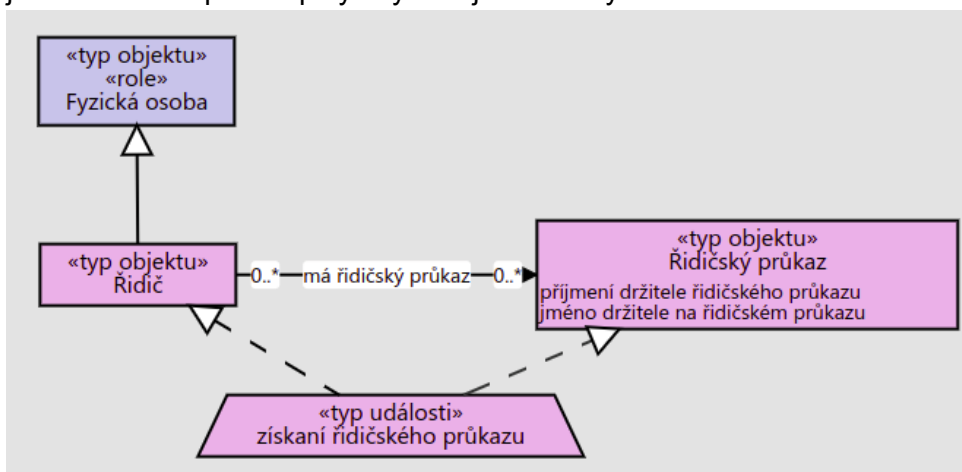 «typ objektu»
«role»
Fyzická osoba
«typ objektu»
Řidič
0..*
má řidičský průkaz
0..*
«typ objektu»
Řidičský průkaz
příjmení držitele řidičského průkazu
jméno držitele na řidičském průkazu
«typ události»
získaní řidičského průkazu